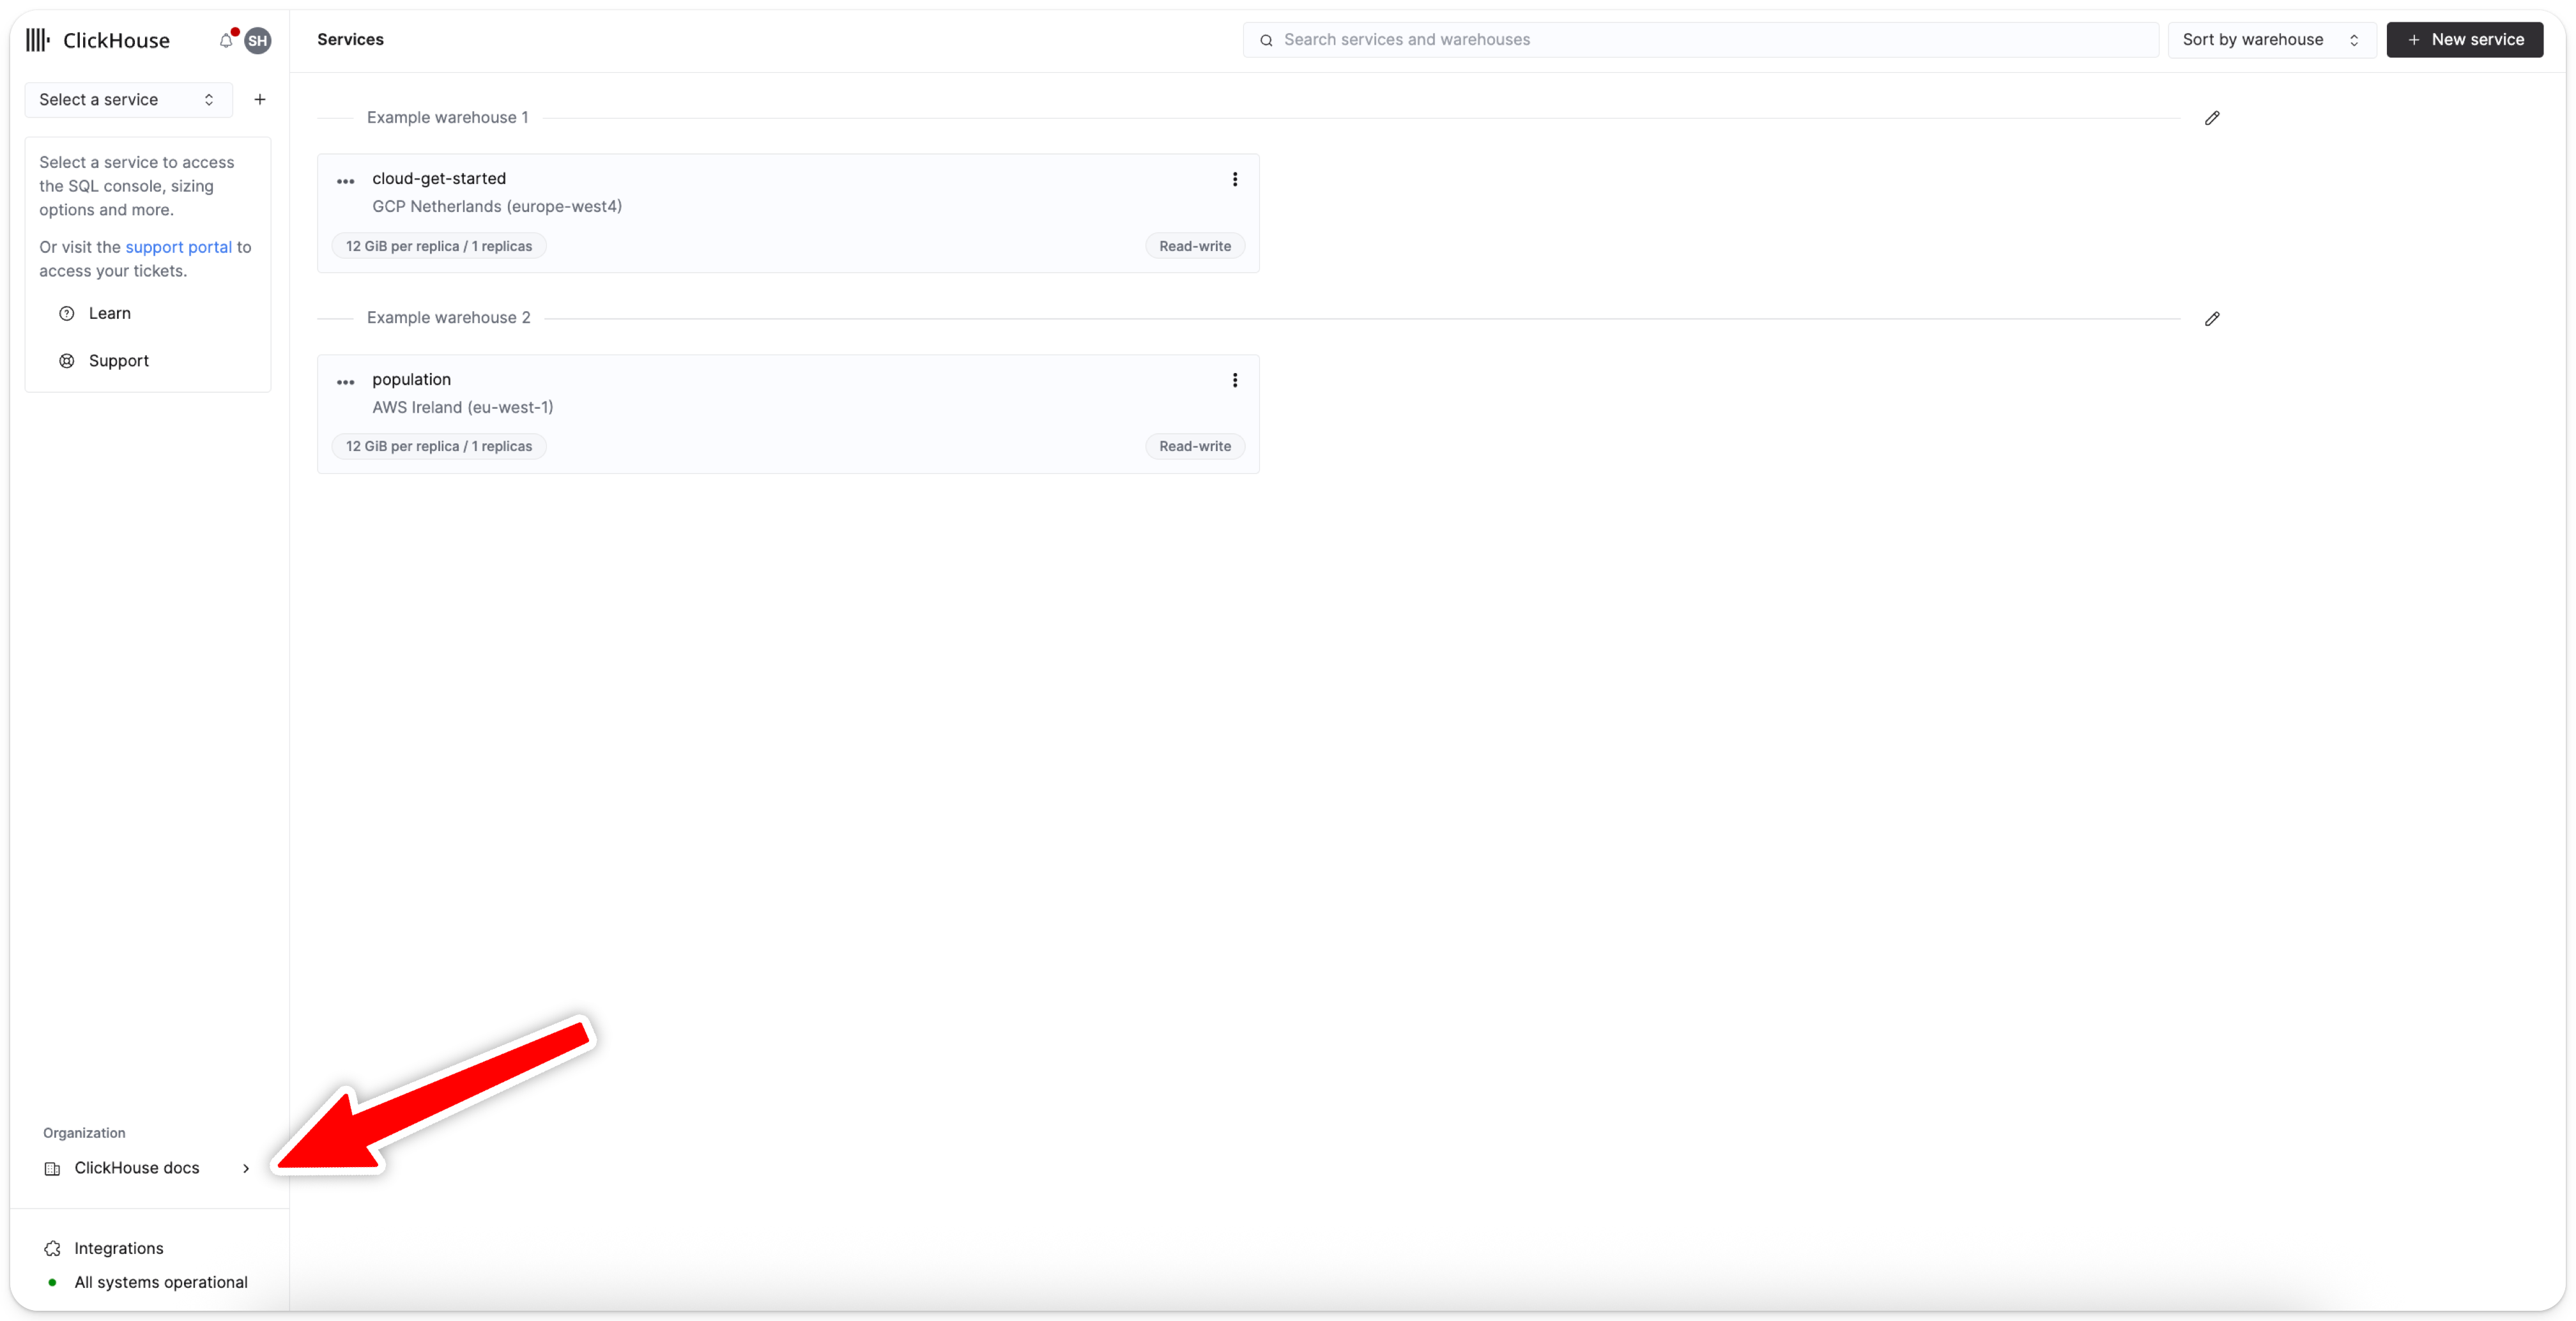 ClickHouse
SH
Select a service
Select a service to access
the SQL console, sizing
options and more.
Or visit the support portal to
access your tickets.
Learn
Support
Organization
ClickHouse docs
Integrations
All systems operational
Services
Search services and warehouses
Sort by warehouse
+ New service
Example warehouse 1
cloud-get-started
GCP Netherlands (europe-west4)
12 GiB per replica / 1 replicas
Read-write
Example warehouse 2
population
AWS Ireland (eu-west-1)
12 GiB per replica / 1 replicas
Read-write